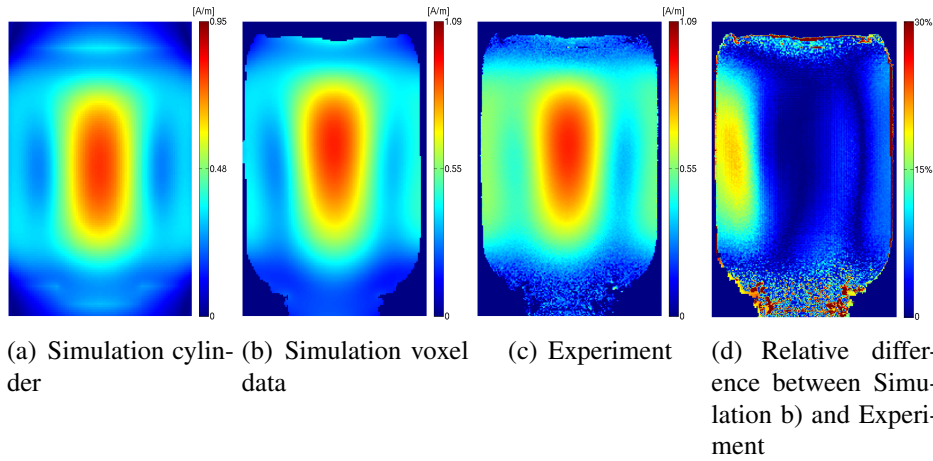 [A/m]
0.95
0.48
0
[A/m]
1.09
0.55
0
[A/m]
1.09
0.55
0
30%
15%
0
(a) Simulation cylin-
der
(b) Simulation voxel
data
(c) Experiment
(d) Relative differ-
ence between Simu-
lation b) and Experi-
ment